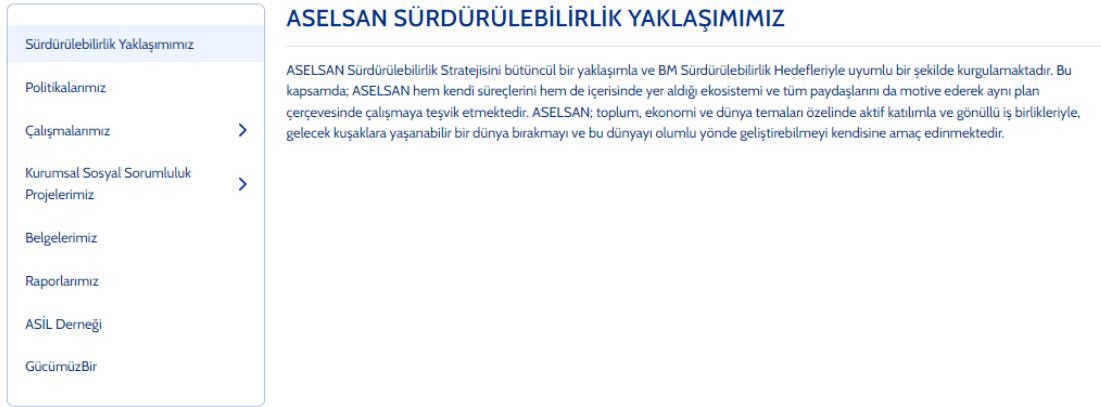 Sürdürülebilirlik Yaklaşımımız
Politikalarımız
Çalışmalarımız
Kurumsal Sosyal Sorumluluk
Projelerimiz
Belgelerimiz
Raporlarımız
ASİL Derneği
GücümüzBir
ASELSAN SÜRDÜRÜLEBİLİRLİK YAKLAŞIMIMIZ
ASELSAN Sürdürülebilirlik Stratejisini bütüncül bir yaklaşımla ve BM Sürdürülebilirlik Hedefleriyle uyumlu bir şekilde kurgulamaktadır. Bu
kapsamda; ASELSAN hem kendi süreçlerini hem de içerisinde yer aldığı ekosistemi ve tüm paydaşlarını da motive ederek aynı plan
çerçevesinde çalışmaya teşvik etmektedir. ASELSAN; toplum, ekonomi ve dünya temaları özelinde aktif katılımla ve gönüllü iş birlikleriyle,
gelecek kuşaklara yaşanabilir bir dünya bırakmayı ve bu dünyayı olumlu yönde geliştirebilmeyi kendisine amaç edinmektedir.